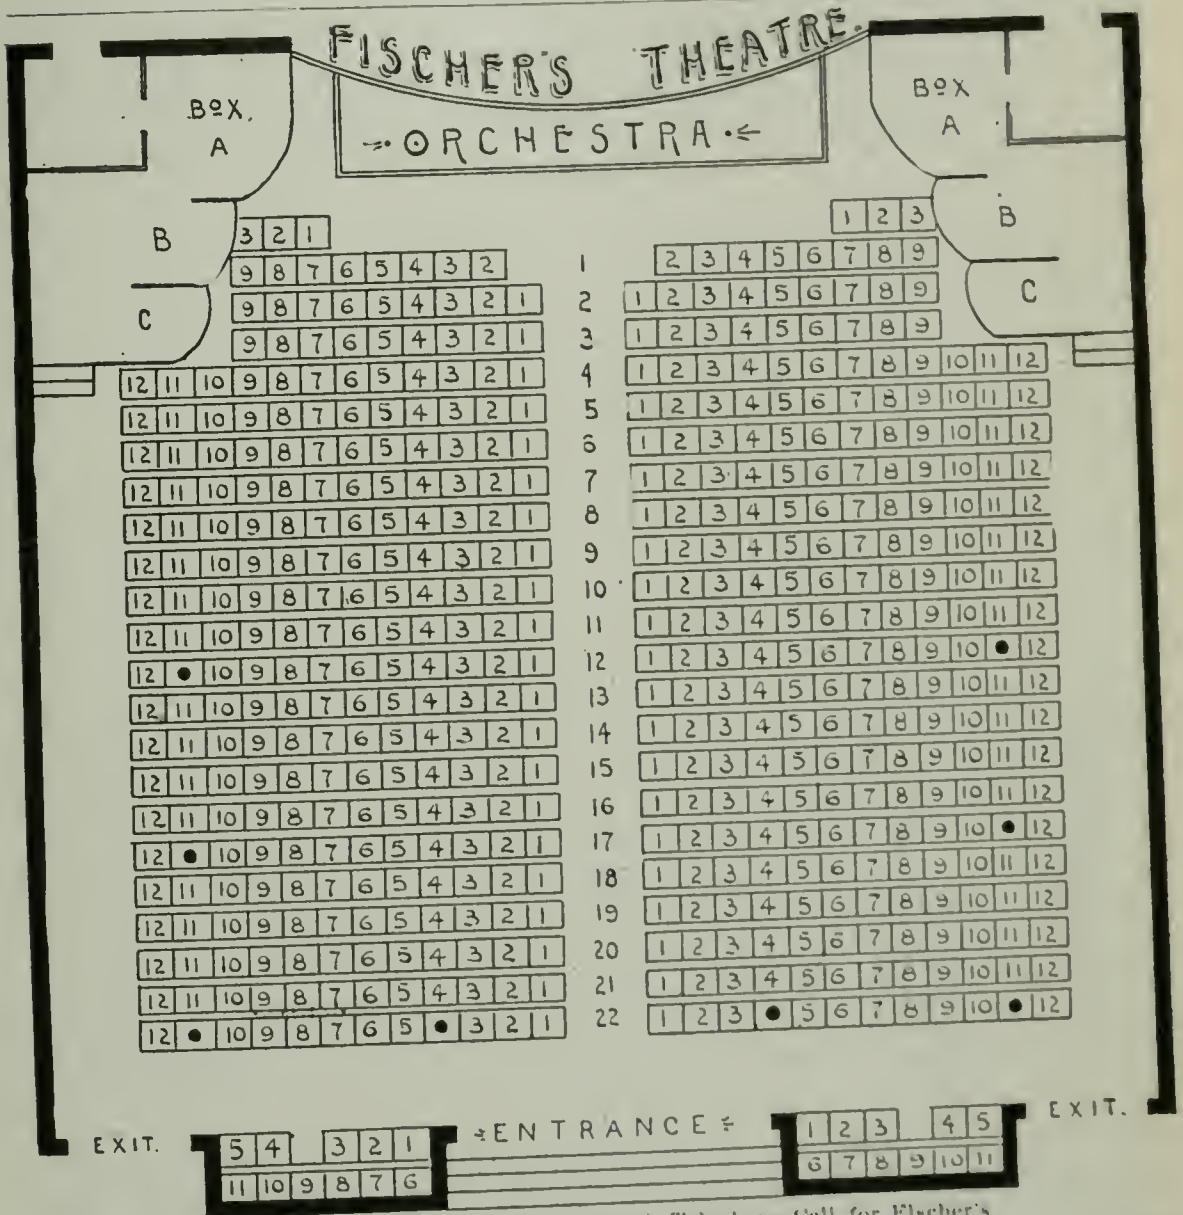 FISCHER'S THEATRE.
BOX. A
BOX A
ORCHESTRA
B
B
3 2 1
1 2 3
9 8 7 6 5 4 3 2 1 2 3 4 5 6 7 8 9
C
C
9 8 7 6 5 4 3 2 1 2 1 2 3 4 5 6 7 8 9
9 8 7 6 5 4 3 2 1 3 1 2 3 4 5 6 7 8 9
12 11 10 9 8 7 6 5 4 3 2 1 4 1 2 3 4 5 6 7 8 9 10 11 12
12 11 10 9 8 7 6 5 4 3 2 1 5 1 2 3 4 5 6 7 8 9 10 11 12
12 11 10 9 8 7 6 5 4 3 2 1 6 1 2 3 4 5 6 7 8 9 10 11 12
12 11 10 9 8 7 6 5 4 3 2 1 7 1 2 3 4 5 6 7 8 9 10 11 12
12 11 10 9 8 7 6 5 4 3 2 1 8 1 2 3 4 5 6 7 8 9 10 11 12
12 11 10 9 8 7 6 5 4 3 2 1 9 1 2 3 4 5 6 7 8 9 10 11 12
12 11 10 9 8 7 6 5 4 3 2 1 10 1 2 3 4 5 6 7 8 9 10 11 12
12 11 10 9 8 7 6 5 4 3 2 1 11 1 2 3 4 5 6 7 8 9 10 11 12
12 ● 10 9 8 7 6 5 4 3 2 1 12 1 2 3 4 5 6 7 8 9 10 ● 12
12 11 10 9 8 7 6 5 4 3 2 1 13 1 2 3 4 5 6 7 8 9 10 11 12
12 11 10 9 8 7 6 5 4 3 2 1 14 1 2 3 4 5 6 7 8 9 10 11 12
12 11 10 9 8 7 6 5 4 3 2 1 15 1 2 3 4 5 6 7 8 9 10 11 12
12 11 10 9 8 7 6 5 4 3 2 1 16 1 2 3 4 5 6 7 8 9 10 11 12
12 ● 10 9 8 7 6 5 4 3 2 1 17 1 2 3 4 5 6 7 8 9 10 ● 12
12 11 10 9 8 7 6 5 4 3 2 1 18 1 2 3 4 5 6 7 8 9 10 11 12
12 11 10 9 8 7 6 5 4 3 2 1 19 1 2 3 4 5 6 7 8 9 10 11 12
12 11 10 9 8 7 6 5 4 3 2 1 20 1 2 3 4 5 6 7 8 9 10 11 12
12 11 10 9 8 7 6 5 4 3 2 1 21 1 2 3 4 5 6 7 8 9 10 11 12
12 ● 10 9 8 7 6 5 ● 3 2 1 22 1 2 3 ● 5 6 7 8 9 10 ● 12
EXIT. ENTRANCE EXIT.
5 4 3 2 1 1 2 3 4 5
11 10 9 8 7 6 6 7 8 9 10 11
Call for Fischer's